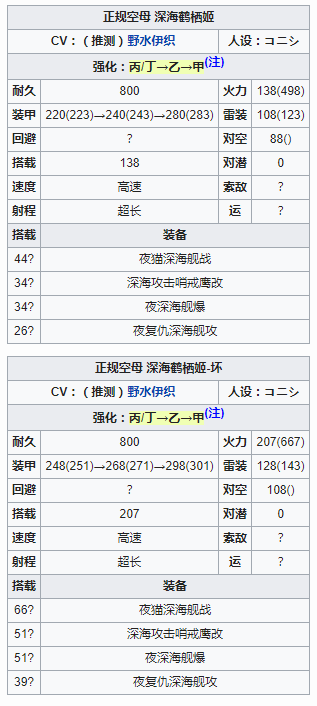 正规空母 深海鹤栖姬
CV：（推测）野水伊织 人设：コニシ
强化：丙/丁→乙→甲(注)
耐久 800 火力 138(498)
装甲 220(223)→240(243)→280(283) 雷装 108(123)
回避 ? 对空 88()
搭载 138 对潜 0
速度 高速 索敌 ?
射程 超长 运 ?
搭载 装备
44? 夜猫深海舰战
34? 深海攻击哨戒鹰改
34? 夜深海舰爆
26? 夜复仇深海舰攻
正规空母 深海鹤栖姬-坏
CV：（推测）野水伊织 人设：コニシ
强化：丙/丁→乙→甲(注)
耐久 800 火力 207(667)
装甲 248(251)→268(271)→298(301) 雷装 128(143)
回避 ? 对空 108()
搭载 207 对潜 0
速度 高速 索敌 ?
射程 超长 运 ?
搭载 装备
66? 夜猫深海舰战
51? 深海攻击哨戒鹰改
51? 夜深海舰爆
39? 夜复仇深海舰攻